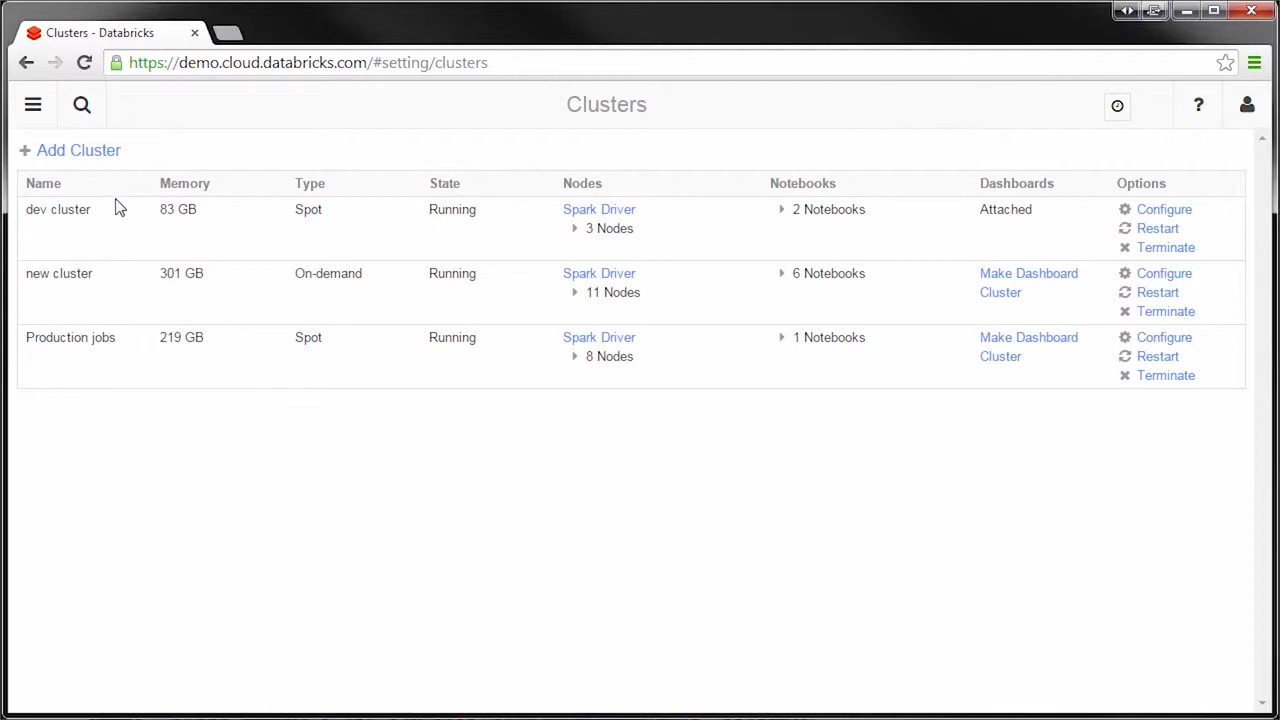 Clusters - Databricks
https://demo.cloud.databricks.com/#setting/clusters
Clusters
?
+ Add Cluster
Name Memory Type State Nodes Notebooks Dashboards Options
dev cluster 83 GB Spot Running Spark Driver 2 Notebooks Attached Configure
3 Nodes Restart
Terminate
new cluster 301 GB On-demand Running Spark Driver 6 Notebooks Make Dashboard Configure
11 Nodes Cluster Restart
Terminate
Production jobs 219 GB Spot Running Spark Driver 1 Notebooks Make Dashboard Configure
8 Nodes Cluster Restart
Terminate